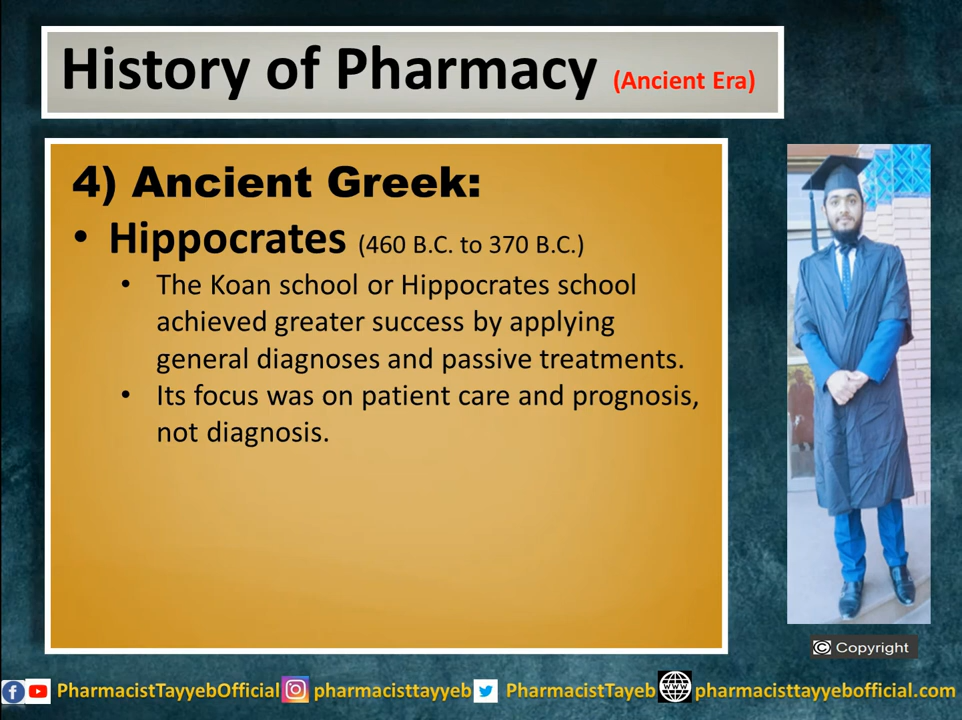 History of Pharmacy (Ancient Era)
4) Ancient Greek:
• Hippocrates (460 B.C. to 370 B.C.)
• The Koan school or Hippocrates school
achieved greater success by applying
general diagnoses and passive treatments.
• Its focus was on patient care and prognosis,
not diagnosis.
© Copyright
PharmacistTayyebOfficial pharmacisttayyeb PharmacistTayeb WWW pharmacisttayyebofficial.com